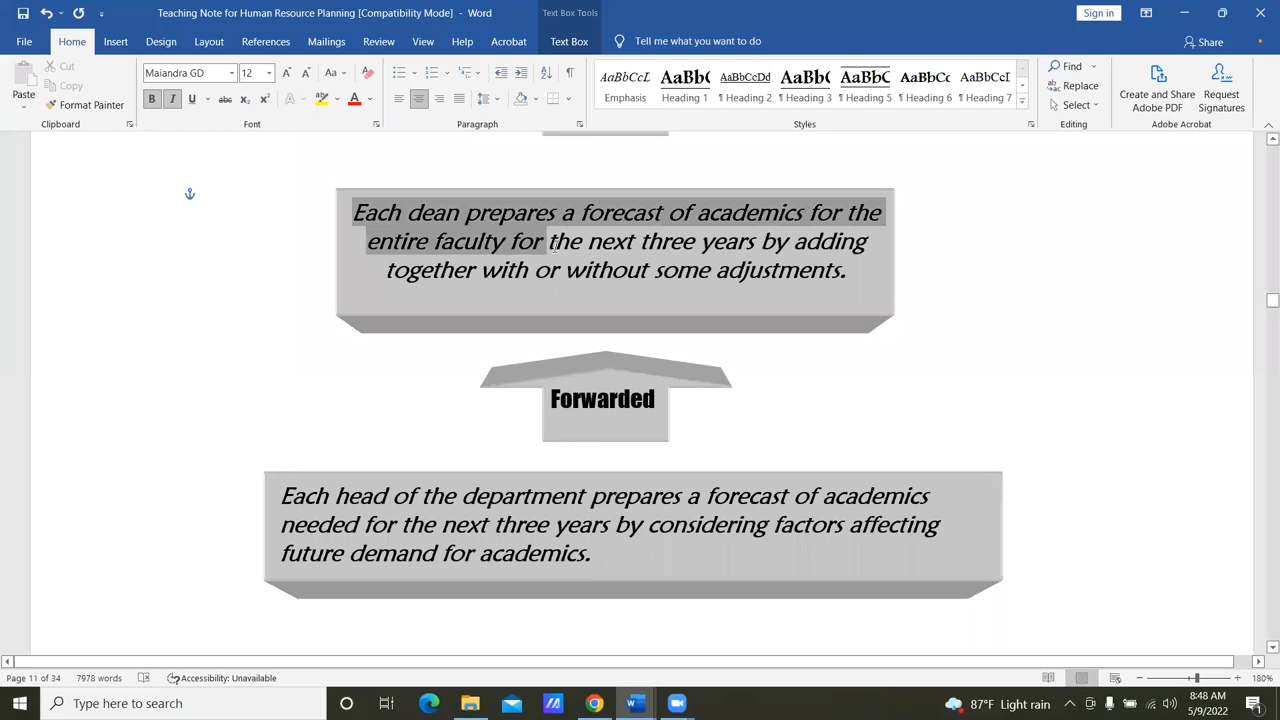 Teaching Note for Human Resource Planning [Compatibility Mode] - Word
Text Box Tools
Sign in
File Home Insert Design Layout References Mailings Review View Help Acrobat Text Box Tell me what you want to do Share
Paste
Cut
Copy
Format Painter
Clipboard
Maiandra GD 12
Font
Paragraph
AaBbCcL AaBb( AaBbCcDd AaBbC AaBbC AaBbCc AaBbCcI
Emphasis Heading 1 ¶ Heading 2 Heading 3 ¶ Heading 5 ¶ Heading 6 ¶ Heading 7
Styles
Find
Replace
Select
Editing
Create and Share
Adobe PDF
Request
Signatures
Adobe Acrobat
Each dean prepares a forecast of academics for the
entire faculty for the next three years by adding
together with or without some adjustments.
Forwarded
Each head of the department prepares a forecast of academics
needed for the next three years by considering factors affecting
future demand for academics.
Page 11 of 34 7978 words Accessibility: Unavailable 180%
Type here to search
87°F Light rain
8:48 AM
5/9/2022